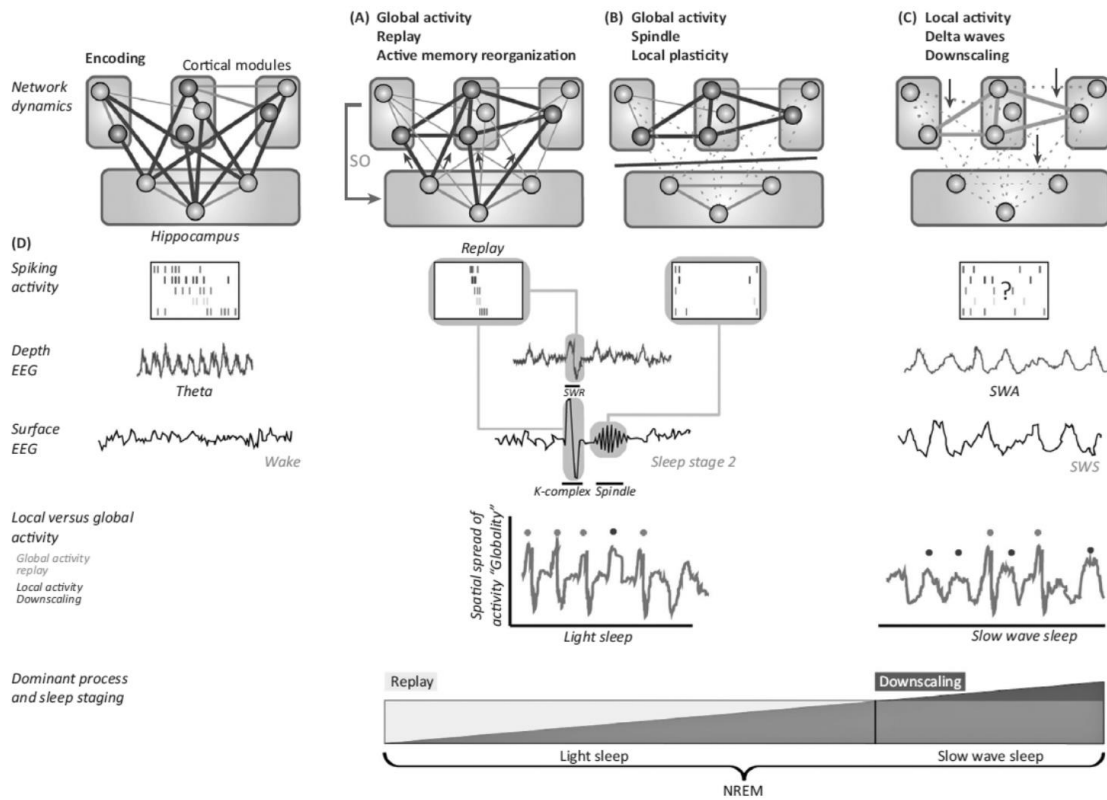 (A) Global activity
Replay
Active memory reorganization
(B) Global activity
Spindle
Local plasticity
(C) Local activity
Delta waves
Downscaling
Encoding
Cortical modules
Network
dynamics
SO
Hippocampus
(D)
Spiking
activity
Replay
?
Depth
EEG
Theta
SWR
SWA
Surface
EEG
Wake
Sleep stage 2
SWS
K-complex
Spindle
Local versus global
activity
Global activity
replay
Local activity
Downscaling
Spatial spread of
activity “Globality”
Light sleep
Slow wave sleep
Dominant process
and sleep staging
Replay
Downscaling
Light sleep
Slow wave sleep
NREM